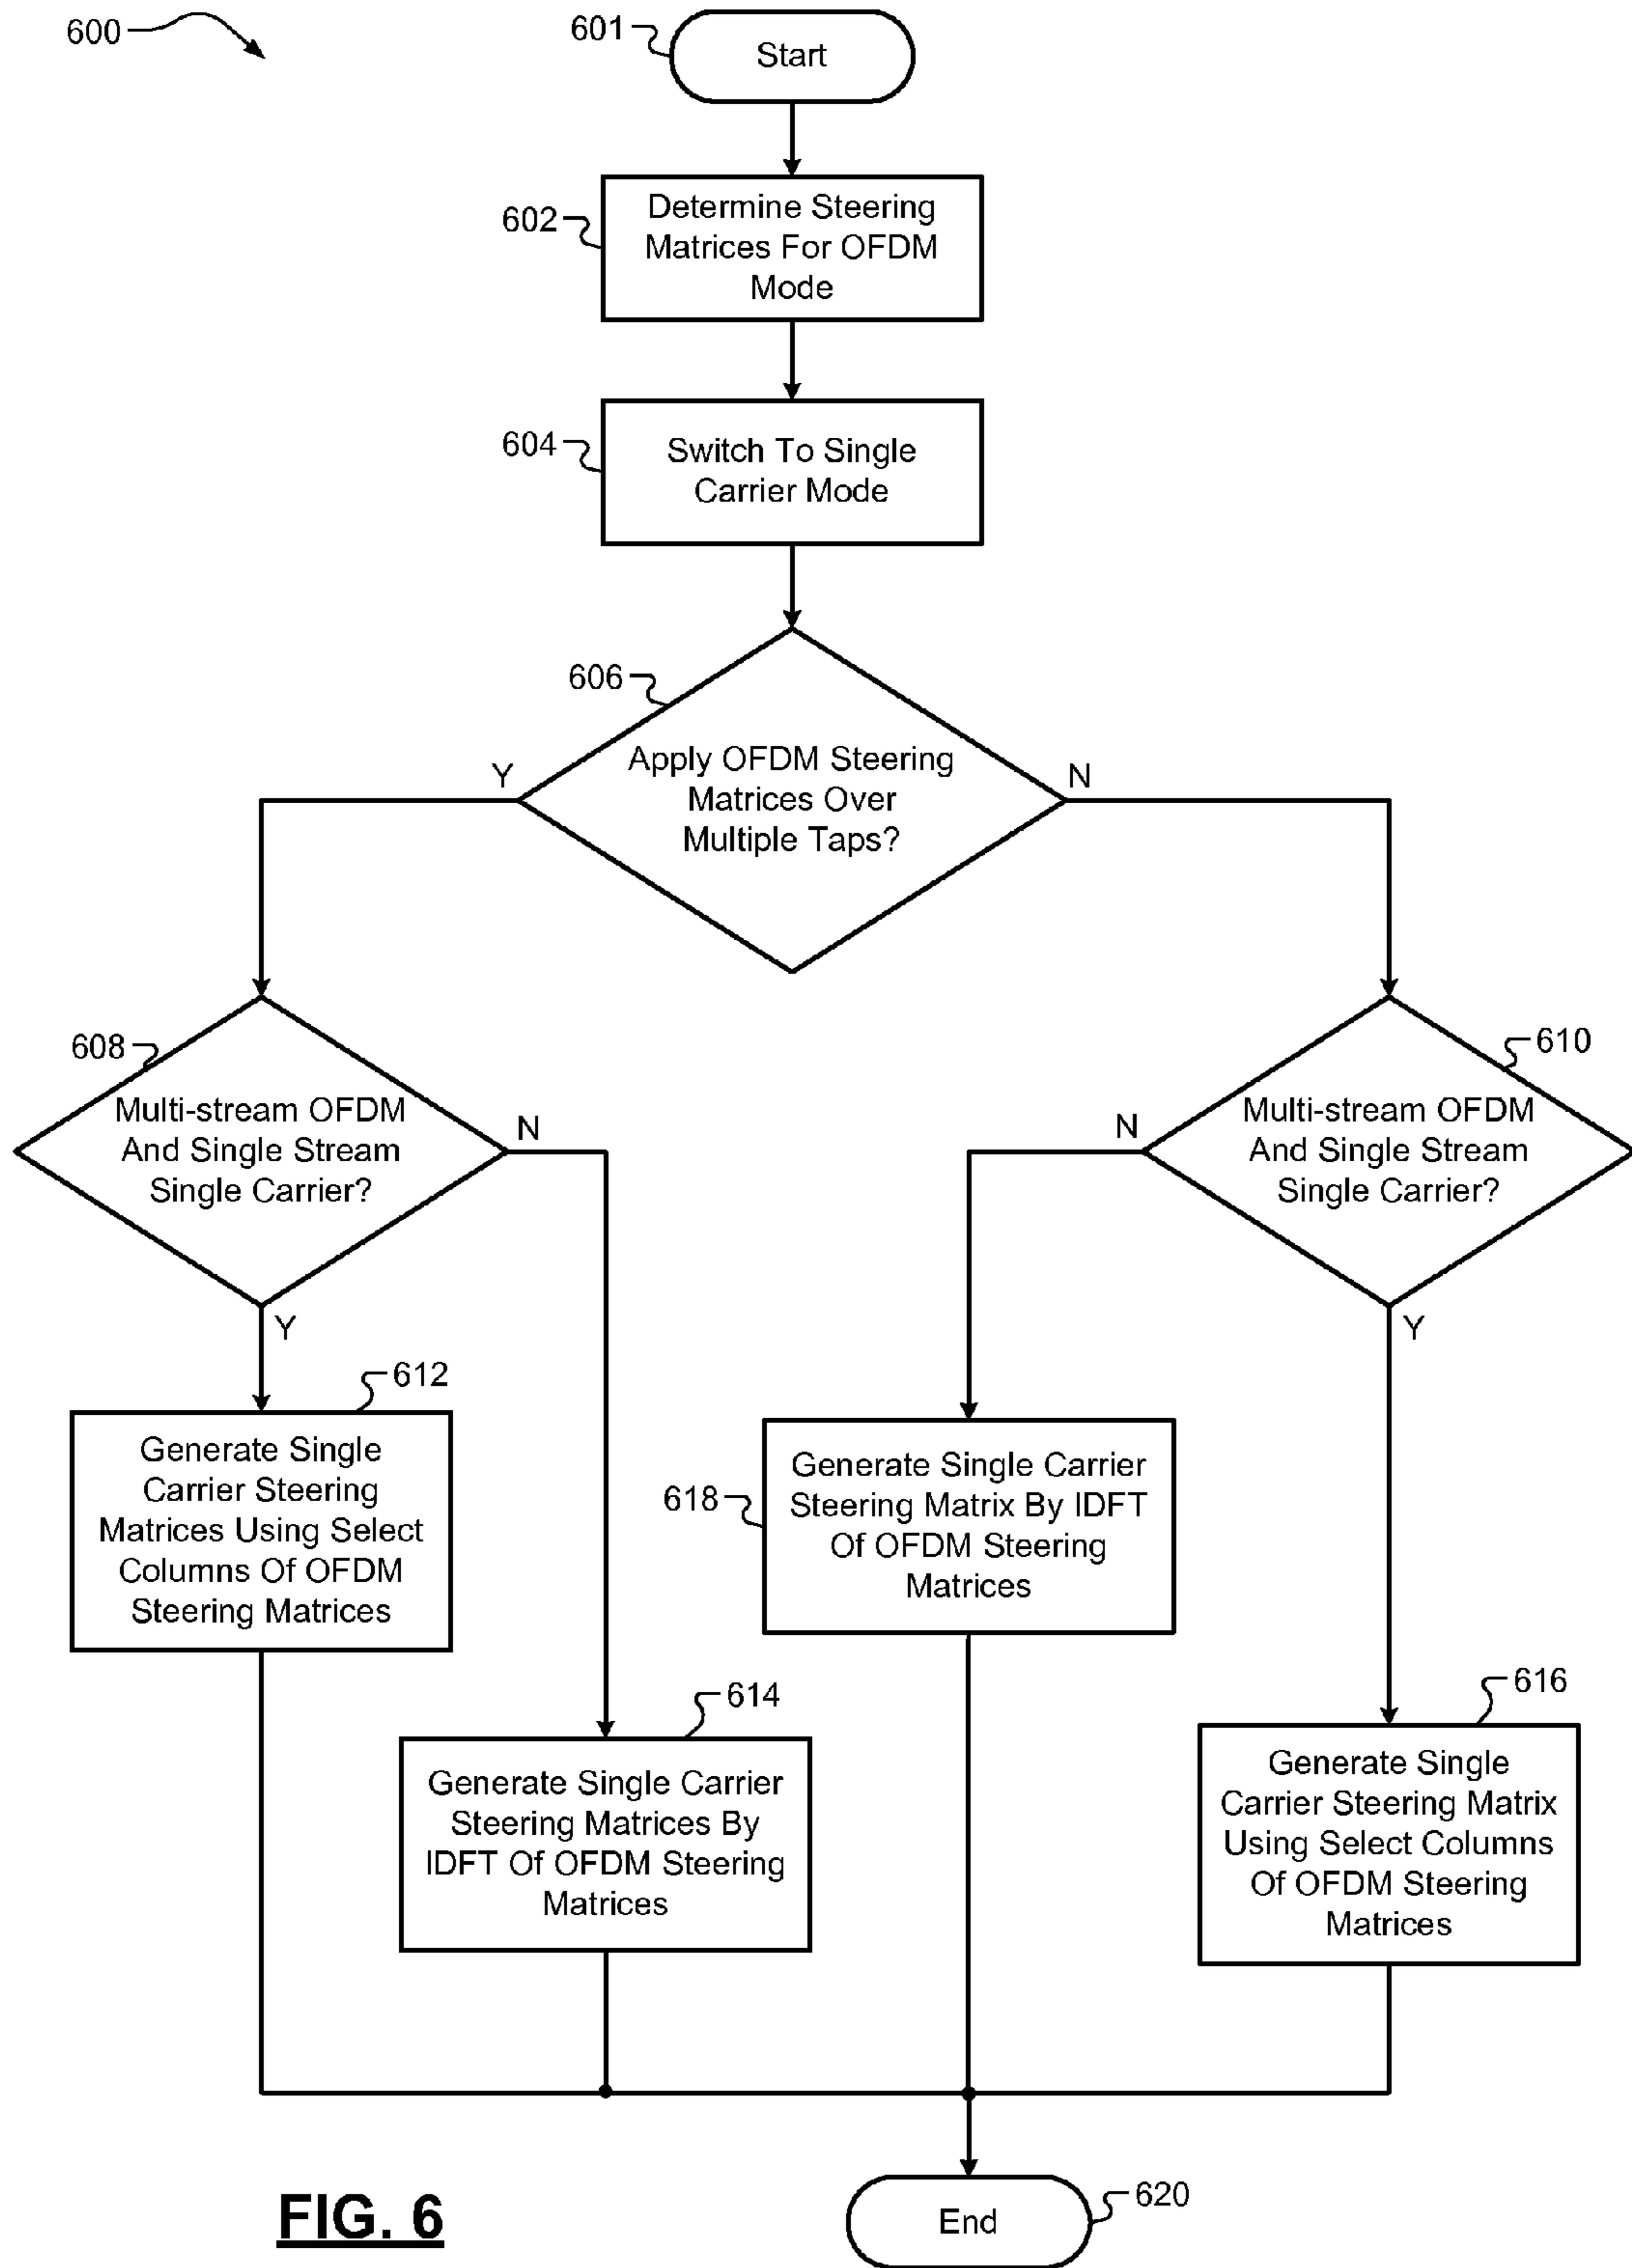 600
601
Start
602
Determine Steering
Matrices For OFDM
Mode
604
Switch To Single
Carrier Mode
606
Apply OFDM Steering
Matrices Over
Multiple Taps?
Y
N
608
Multi-stream OFDM
And Single Stream
Single Carrier?
N
Y
610
Multi-stream OFDM
And Single Stream
Single Carrier?
N
Y
612
Generate Single
Carrier Steering
Matrices Using Select
Columns Of OFDM
Steering Matrices
618
Generate Single Carrier
Steering Matrix By IDFT
Of OFDM Steering
Matrices
614
Generate Single Carrier
Steering Matrices By
IDFT Of OFDM Steering
Matrices
616
Generate Single
Carrier Steering Matrix
Using Select Columns
Of OFDM Steering
Matrices
End
620
FIG. 6